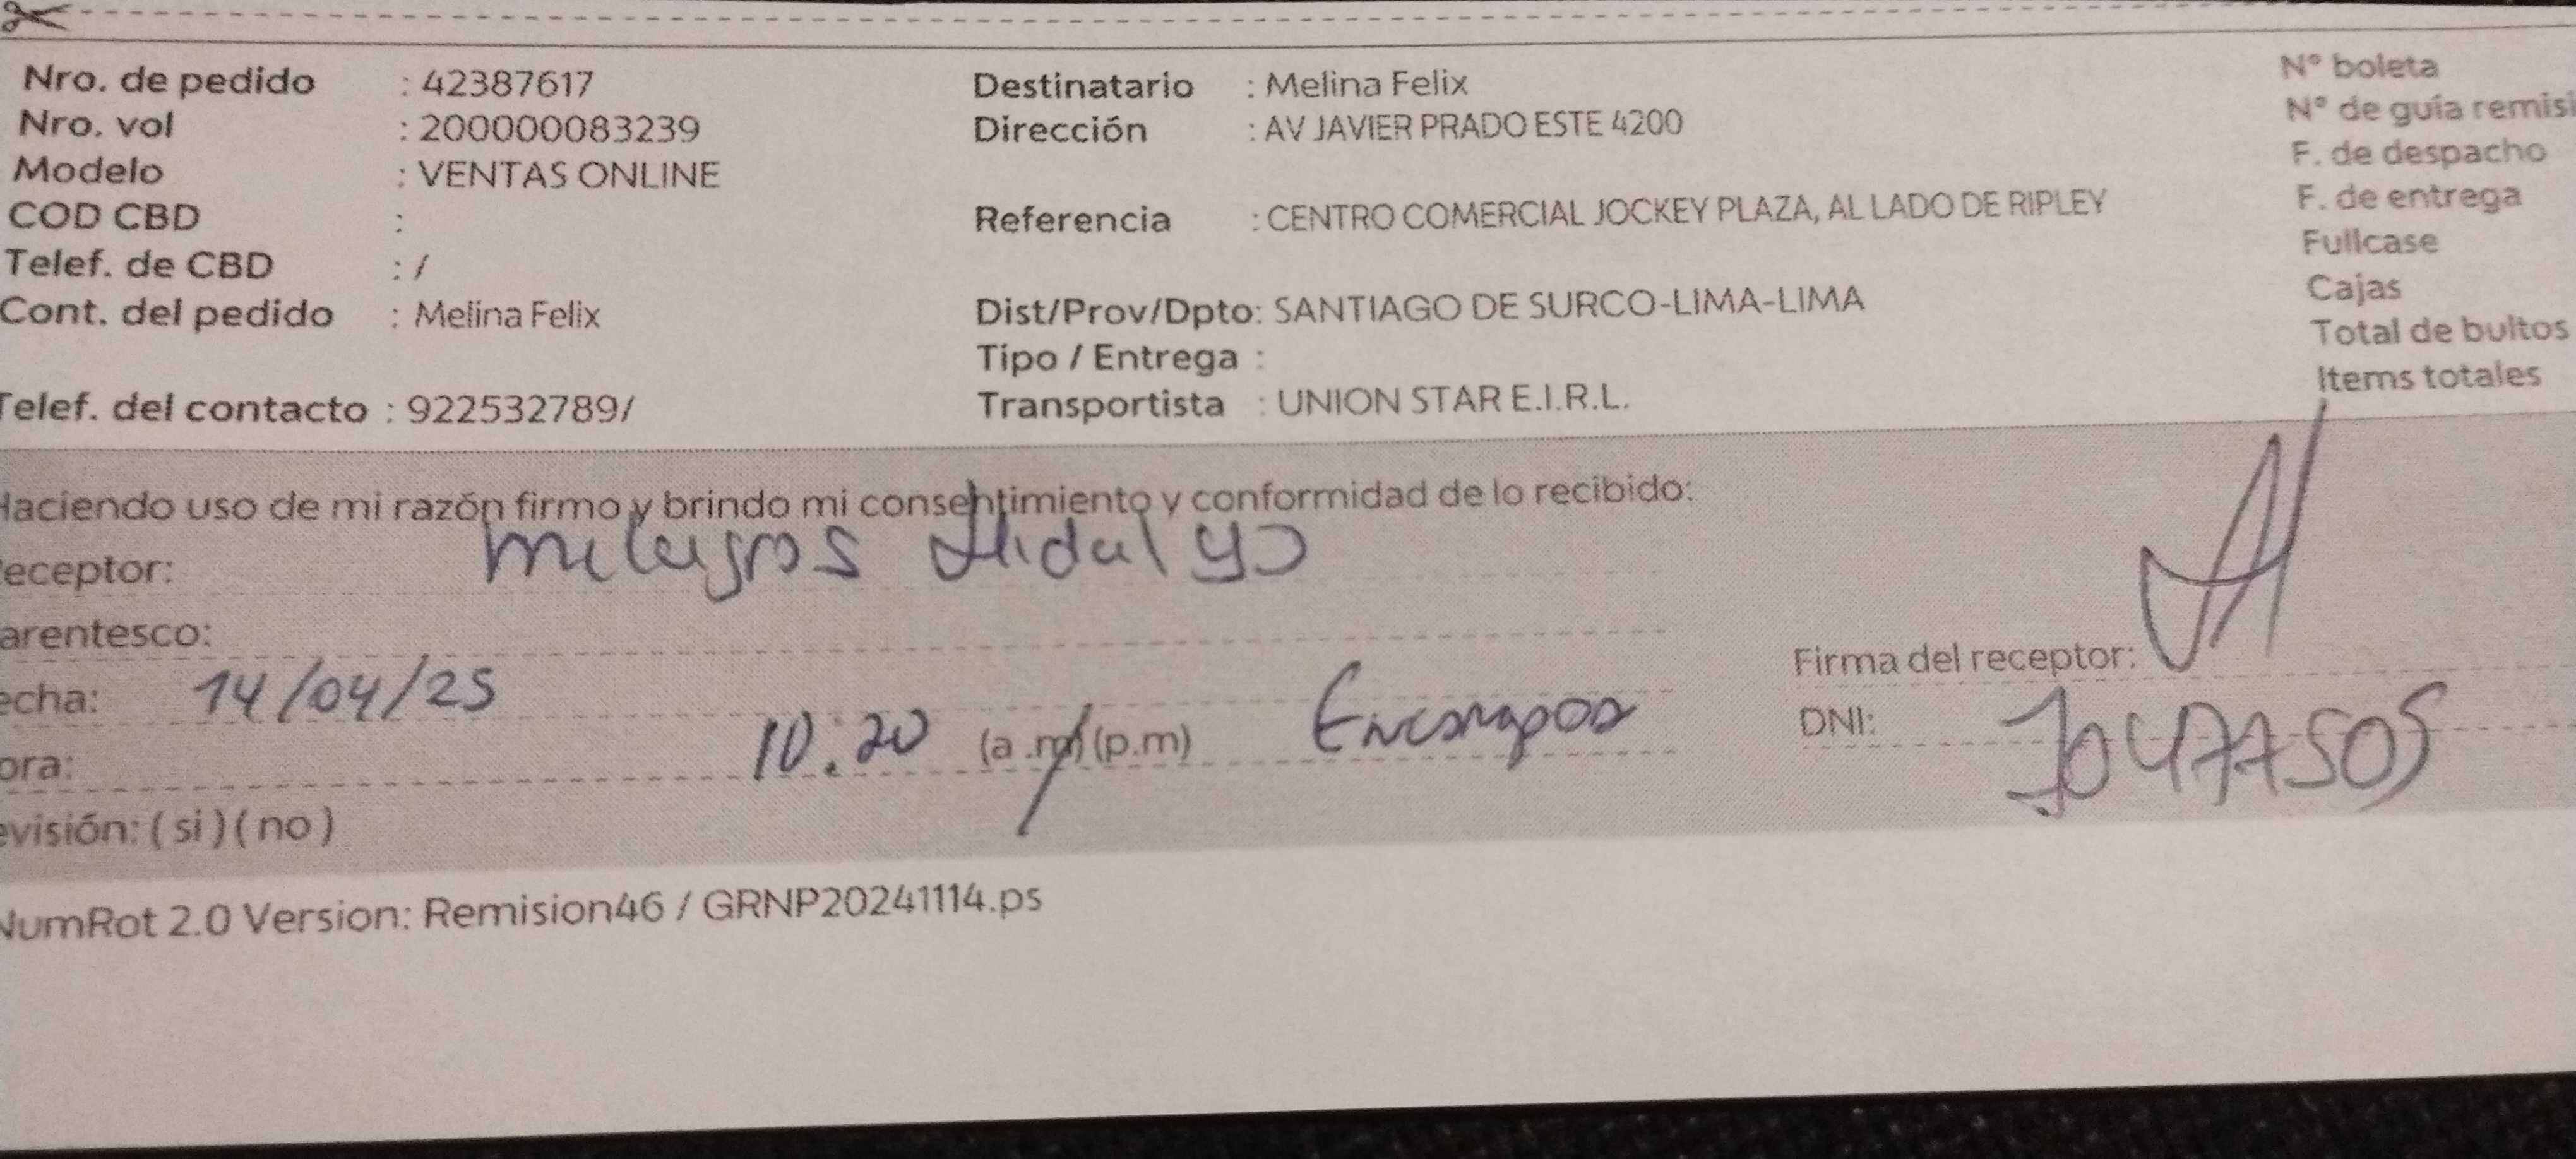 Nro. de pedido : 42387617
Nro. vol : 200000083239
Modelo : VENTAS ONLINE
COD CBD :
Telef. de CBD : /
Cont. del pedido : Melina Felix
Telef. del contacto : 922532789/
Destinatario : Melina Felix
Dirección : AV JAVIER PRADO ESTE 4200
Referencia : CENTRO COMERCIAL JOCKEY PLAZA, AL LADO DE RIPLEY
Dist/Prov/Dpto: SANTIAGO DE SURCO-LIMA-LIMA
Tipo / Entrega :
Transportista : UNION STAR E.I.R.L.
N° boleta
N° de guía remisi
F. de despacho
F. de entrega
Fullcase
Cajas
Total de bultos
Items totales
Haciendo uso de mi razón firmo y brindo mi consentimiento y conformidad de lo recibido:
eceptor: milagros Hidalgo
arentesco:
echa: 14/04/25
ora: 10:20 (a.m) (p.m)
evisión: ( si ) ( no )
Firma del receptor:
DNI: 70477505
NumRot 2.0 Version: Remision46 / GRNP20241114.ps